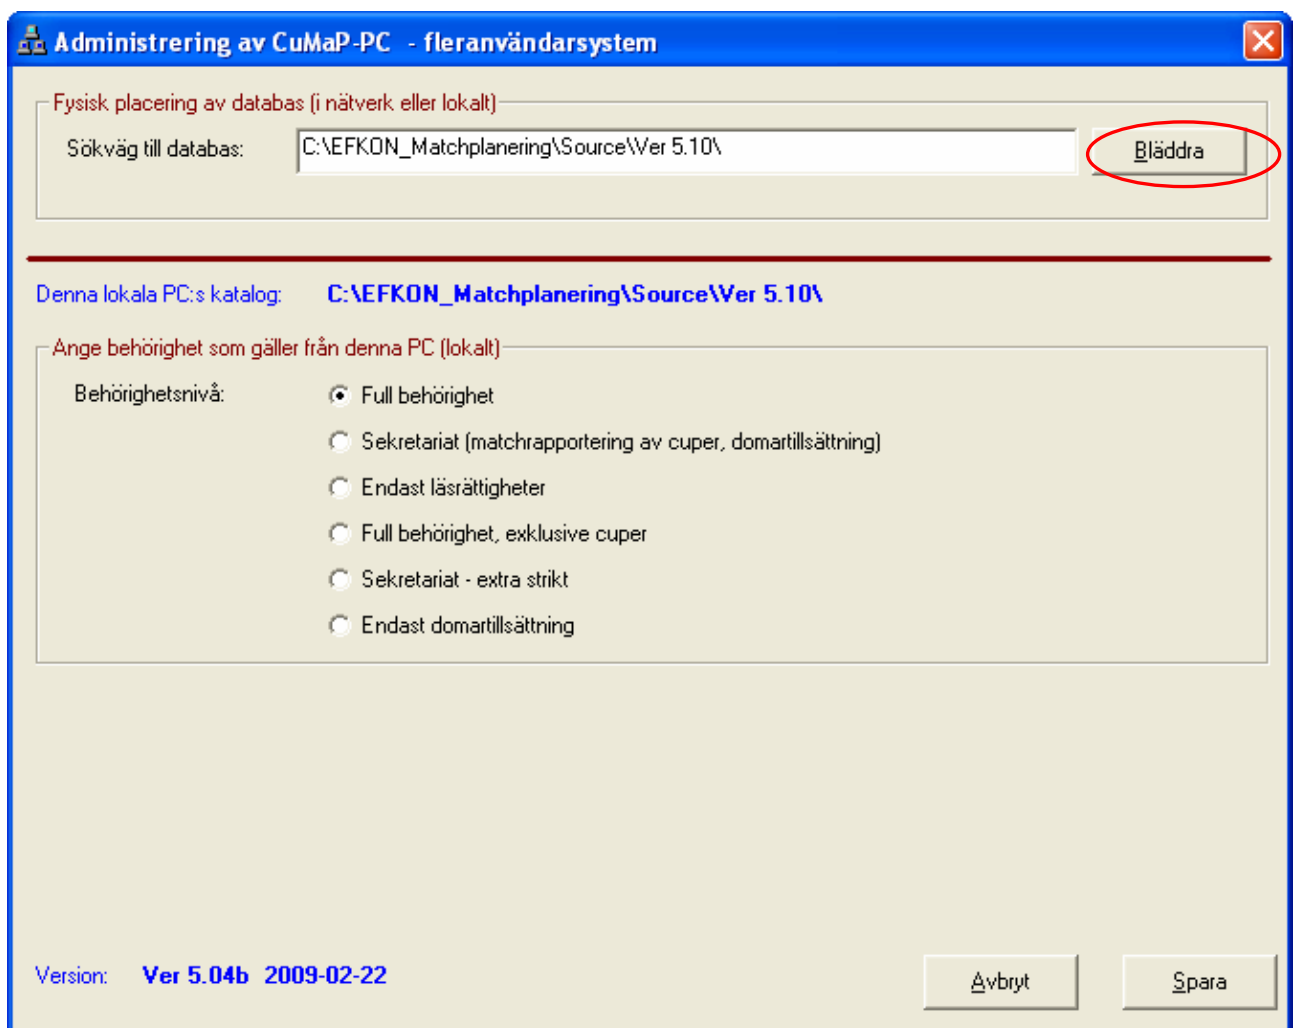 Administrering av CuMaP-PC - fleranvändarsystem
Fysisk placering av databas (i nätverk eller lokalt)
Sökväg till databas: C:\EFKON_Matchplanering\Source\Ver 5.10\ Bläddra
Denna lokala PC:s katalog: C:\EFKON_Matchplanering\Source\Ver 5.10\
Ange behörighet som gäller från denna PC (lokalt)
Behörighetsnivå: Full behörighet
Sekretariat (matchrapportering av cuper, domartillsättning)
Endast läsrättigheter
Full behörighet, exklusive cuper
Sekretariat - extra strikt
Endast domartillsättning
Version: Ver 5.04b 2009-02-22 Avbryt Spara